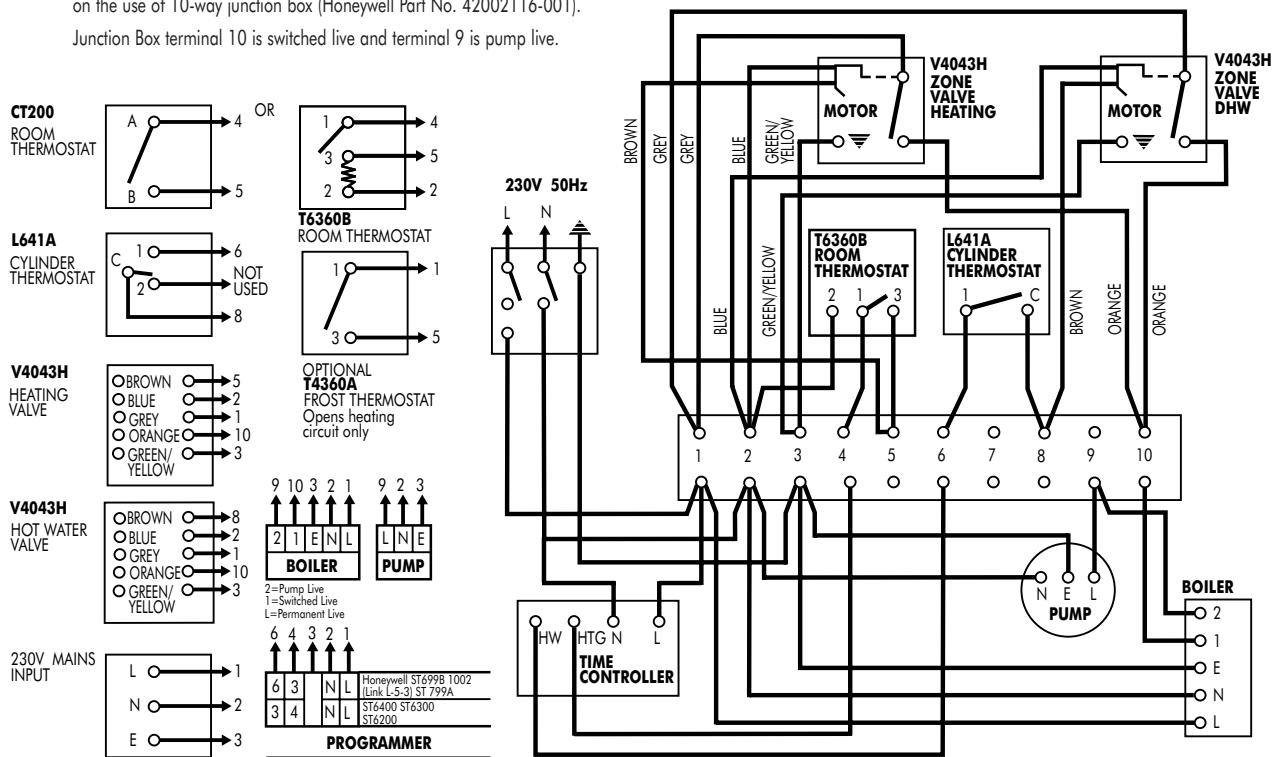 on the use of 10-way junction box (Honeywell Part No. 42002116-001).
Junction Box terminal 10 is switched live and terminal 9 is pump live.
CT200
ROOM
THERMOSTAT
A
B
4
5
OR
1
3
2
4
5
2
T6360B
ROOM THERMOSTAT
L641A
CYLINDER
THERMOSTAT
C
1
2
6
NOT
USED
8
1
3
1
5
OPTIONAL
T4360A
FROST THERMOSTAT
Opens heating
circuit only
V4043H
HEATING
VALVE
BROWN 5
BLUE 2
GREY 1
ORANGE 10
GREEN/
YELLOW 3
V4043H
HOT WATER
VALVE
BROWN 8
BLUE 2
GREY 1
ORANGE 10
GREEN/
YELLOW 3
9 10 3 2 1
2 1 E N L
BOILER
9 2 3
L N E
PUMP
2=Pump Live
1=Switched Live
L=Permanent Live
230V MAINS
INPUT
L 1
N 2
E 3
6 4 3 2 1
6 3 N L Honeywell ST699B 1002
(Link L-5-3) ST 799A
3 4 N L ST6400 ST6300
ST6200
PROGRAMMER
V4043H
ZONE
VALVE
HEATING
MOTOR
V4043H
ZONE
VALVE
DHW
MOTOR
BROWN
GREY
GREY
BLUE
GREEN/
YELLOW
230V 50Hz
L N
T6360B
ROOM
THERMOSTAT
2 1 3
L641A
CYLINDER
THERMOSTAT
1 C
BLUE
GREEN/YELLOW
BROWN
ORANGE
ORANGE
1 2 3 4 5 6 7 8 9 10
HW HTG N L
TIME
CONTROLLER
N E L
PUMP
BOILER
2
1
E
N
L